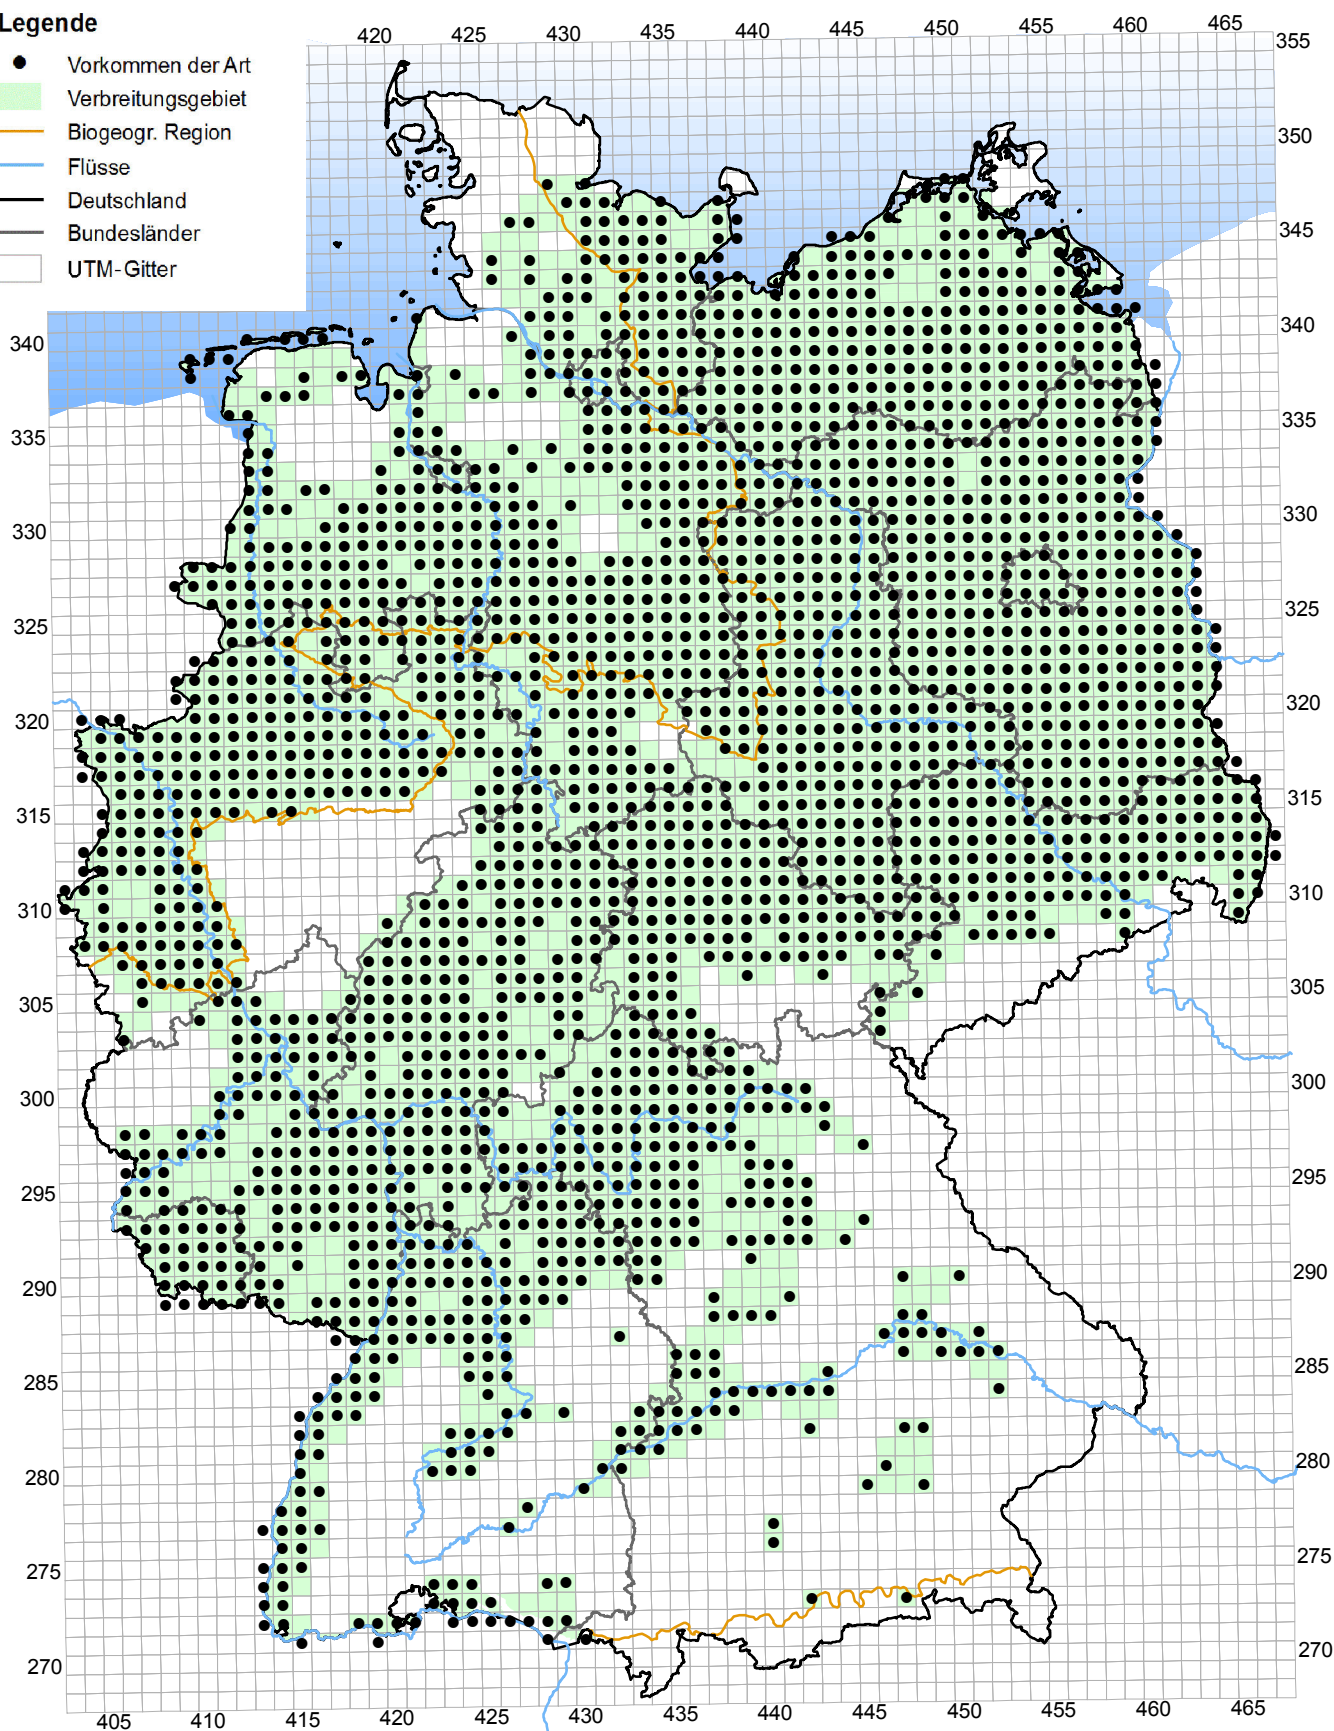 Legende
Vorkommen der Art
Verbreitungsgebiet
Biogeogr. Region
Flüsse
Deutschland
Bundesländer
UTM-Gitter
420 425 430 435 440 445 450 455 460 465
355
350
345
340 340
335 335
330 330
325 325
320 320
315 315
310 310
305 305
300 300
295 295
290 290
285 285
280 280
275 275
270 270
405 410 415 420 425 430 435 440 445 450 455 460 465